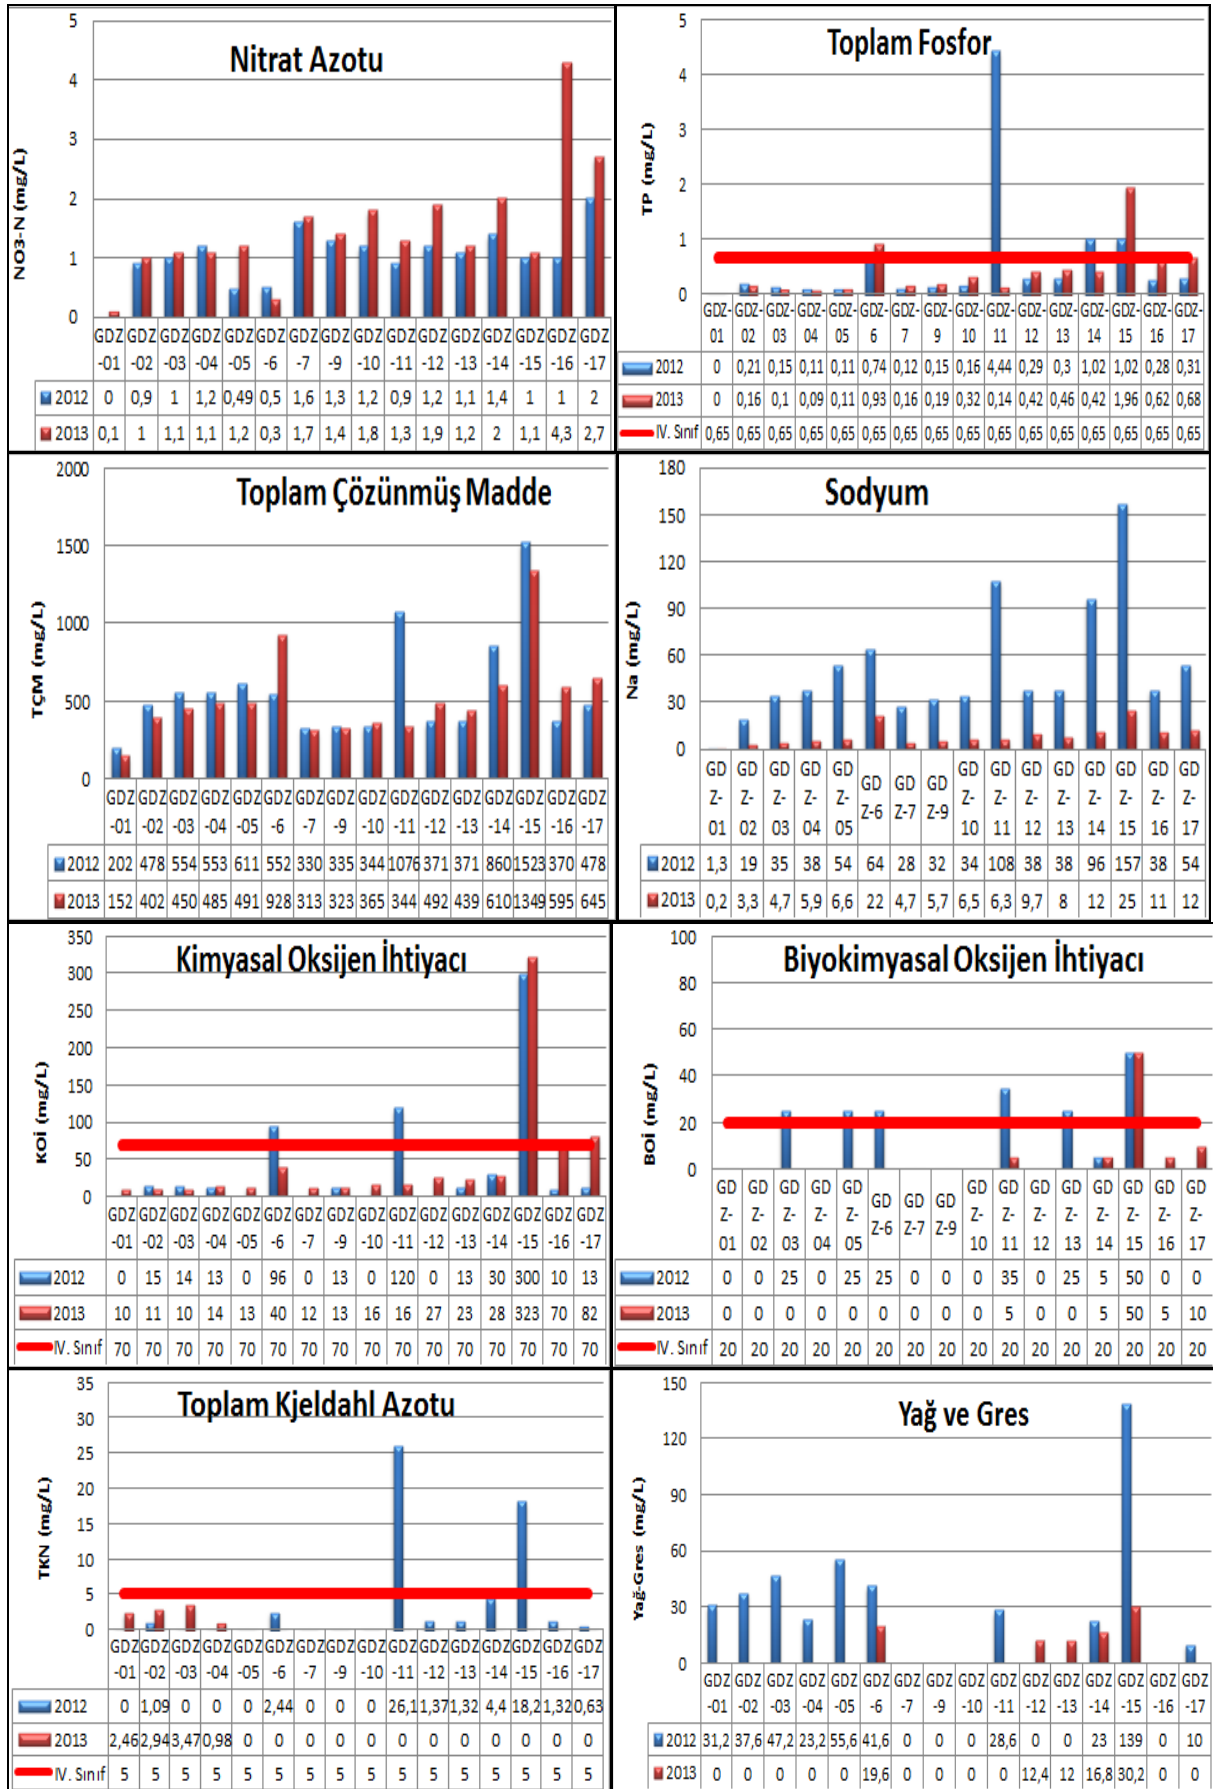 Nitrat Azotu
NO3-N (mg/L)
5
4
3
2
1
0
GDZ GDZ GDZ GDZ GDZ GDZ GDZ GDZ GDZ GDZ GDZ GDZ GDZ GDZ GDZ GDZ
-01 -02 -03 -04 -05 -6 -7 -9 -10 -11 -12 -13 -14 -15 -16 -17
2012 0 0,9 1 1,2 0,49 0,5 1,6 1,3 1,2 0,9 1,2 1,1 1,4 1 1 2
2013 0,1 1 1,1 1,1 1,2 0,3 1,7 1,4 1,8 1,3 1,9 1,2 2 1,1 4,3 2,7
Toplam Fosfor
TP (mg/L)
5
4
3
2
1
0
GDZ- GDZ- GDZ- GDZ- GDZ- GDZ- GDZ- GDZ- GDZ- GDZ- GDZ- GDZ- GDZ- GDZ- GDZ- GDZ-
01 02 03 04 05 6 7 9 10 11 12 13 14 15 16 17
2012 0 0,21 0,15 0,11 0,11 0,74 0,12 0,15 0,16 4,44 0,29 0,3 1,02 1,02 0,28 0,31
2013 0 0,16 0,1 0,09 0,11 0,93 0,16 0,19 0,32 0,14 0,42 0,46 0,42 1,96 0,62 0,68
IV. Sınıf 0,65 0,65 0,65 0,65 0,65 0,65 0,65 0,65 0,65 0,65 0,65 0,65 0,65 0,65 0,65 0,65
Toplam Çözünmüş Madde
TÇM (mg/L)
2000
1500
1000
500
0
GDZ GDZ GDZ GDZ GDZ GDZ GDZ GDZ GDZ GDZ GDZ GDZ GDZ GDZ GDZ GDZ
-01 -02 -03 -04 -05 -6 -7 -9 -10 -11 -12 -13 -14 -15 -16 -17
2012 202 478 554 553 611 552 330 335 344 1076 371 371 860 1523 370 478
2013 152 402 450 485 491 928 313 323 365 344 492 439 610 1349 595 645
Sodyum
Na (mg/L)
180
150
120
90
60
30
0
GD GD GD GD GD GD GD GD GD GD GD GD GD GD GD GD
Z- Z- Z- Z- Z- Z-6 Z-7 Z-9 Z- Z- Z- Z- Z- Z- Z- Z-
01 02 03 04 05 10 11 12 13 14 15 16 17
2012 1,3 19 35 38 54 64 28 32 34 108 38 38 96 157 38 54
2013 0,2 3,3 4,7 5,9 6,6 22 4,7 5,7 6,5 6,3 9,7 8 12 25 11 12
Kimyasal Oksijen İhtiyacı
KOİ (mg/L)
350
300
250
200
150
100
50
0
GDZ GDZ GDZ GDZ GDZ GDZ GDZ GDZ GDZ GDZ GDZ GDZ GDZ GDZ GDZ GDZ
-01 -02 -03 -04 -05 -6 -7 -9 -10 -11 -12 -13 -14 -15 -16 -17
2012 0 15 14 13 0 96 0 13 0 120 0 13 30 300 10 13
2013 10 11 10 14 13 40 12 13 16 16 27 23 28 323 70 82
IV. Sınıf 70 70 70 70 70 70 70 70 70 70 70 70 70 70 70 70
Biyokimyasal Oksijen İhtiyacı
BOİ (mg/L)
100
80
60
40
20
0
GD GD GD GD GD GD GD GD GD GD GD GD GD GD GD GD
Z- Z- Z- Z- Z- Z-6 Z-7 Z-9 Z- Z- Z- Z- Z- Z- Z- Z-
01 02 03 04 05 10 11 12 13 14 15 16 17
2012 0 0 25 0 25 25 0 0 0 35 0 25 5 50 0 0
2013 0 0 0 0 0 0 0 0 0 5 0 0 5 50 5 10
IV. Sınıf 20 20 20 20 20 20 20 20 20 20 20 20 20 20 20 20
Toplam Kjeldahl Azotu
TKN (mg/L)
35
30
25
20
15
10
5
0
GDZ GDZ GDZ GDZ GDZ GDZ GDZ GDZ GDZ GDZ GDZ GDZ GDZ GDZ GDZ GDZ
-01 -02 -03 -04 -05 -6 -7 -9 -10 -11 -12 -13 -14 -15 -16 -17
2012 0 1,09 0 0 0 2,44 0 0 0 26,1 1,37 1,32 4,4 18,2 1,32 0,63
2013 2,46 2,94 3,47 0,98 0 0 0 0 0 0 0 0 0 0 0 0
IV. Sınıf 5 5 5 5 5 5 5 5 5 5 5 5 5 5 5 5
Yağ ve Gres
Yağ-Gres (mg/L)
150
120
90
60
30
0
GDZ GDZ GDZ GDZ GDZ GDZ GDZ GDZ GDZ GDZ GDZ GDZ GDZ GDZ GDZ GDZ
-01 -02 -03 -04 -05 -6 -7 -9 -10 -11 -12 -13 -14 -15 -16 -17
2012 31,2 37,6 47,2 23,2 55,6 41,6 0 0 0 28,6 0 0 23 139 0 10
2013 0 0 0 0 0 19,6 0 0 0 0 12,4 12 16,8 30,2 0 0